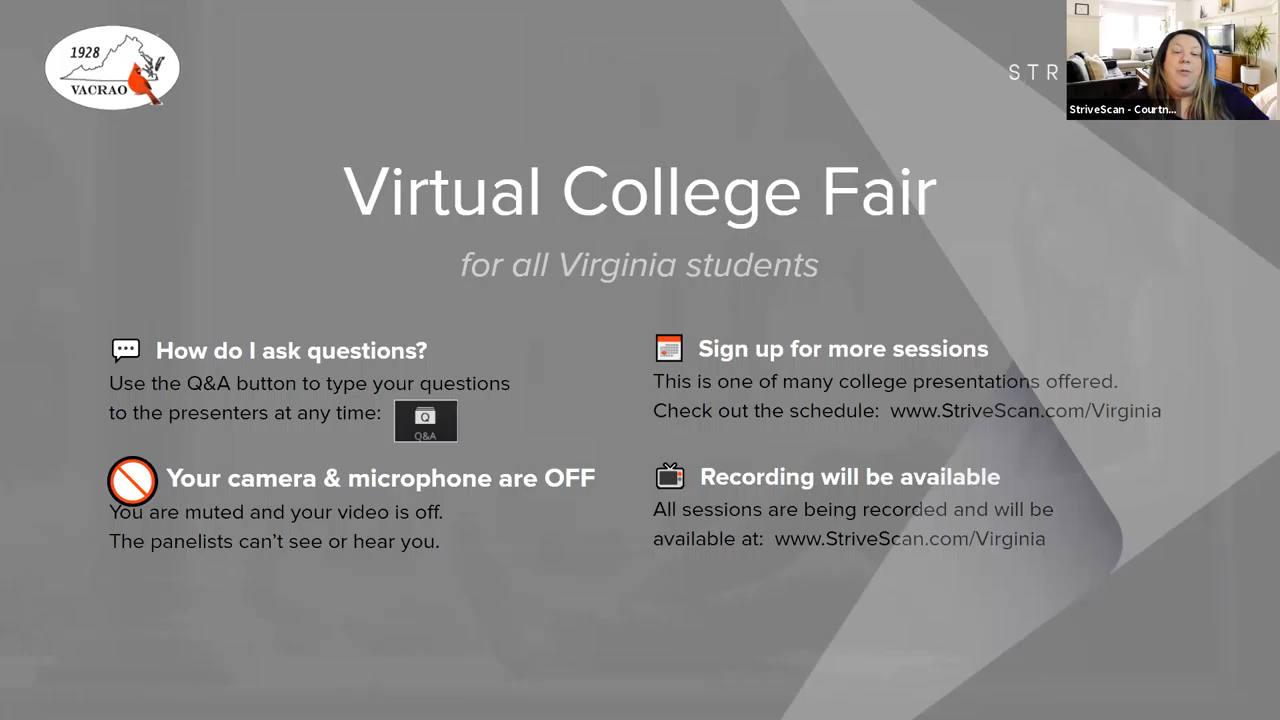 1928
VACRAO
STR
StriveScan - Courtn...
Virtual College Fair
for all Virginia students
How do I ask questions?
Use the Q&A button to type your questions
to the presenters at any time:
Q
Q&A
Your camera & microphone are OFF
You are muted and your video is off.
The panelists can’t see or hear you.
Sign up for more sessions
This is one of many college presentations offered.
Check out the schedule: www.StriveScan.com/Virginia
Recording will be available
All sessions are being recorded and will be
available at: www.StriveScan.com/Virginia